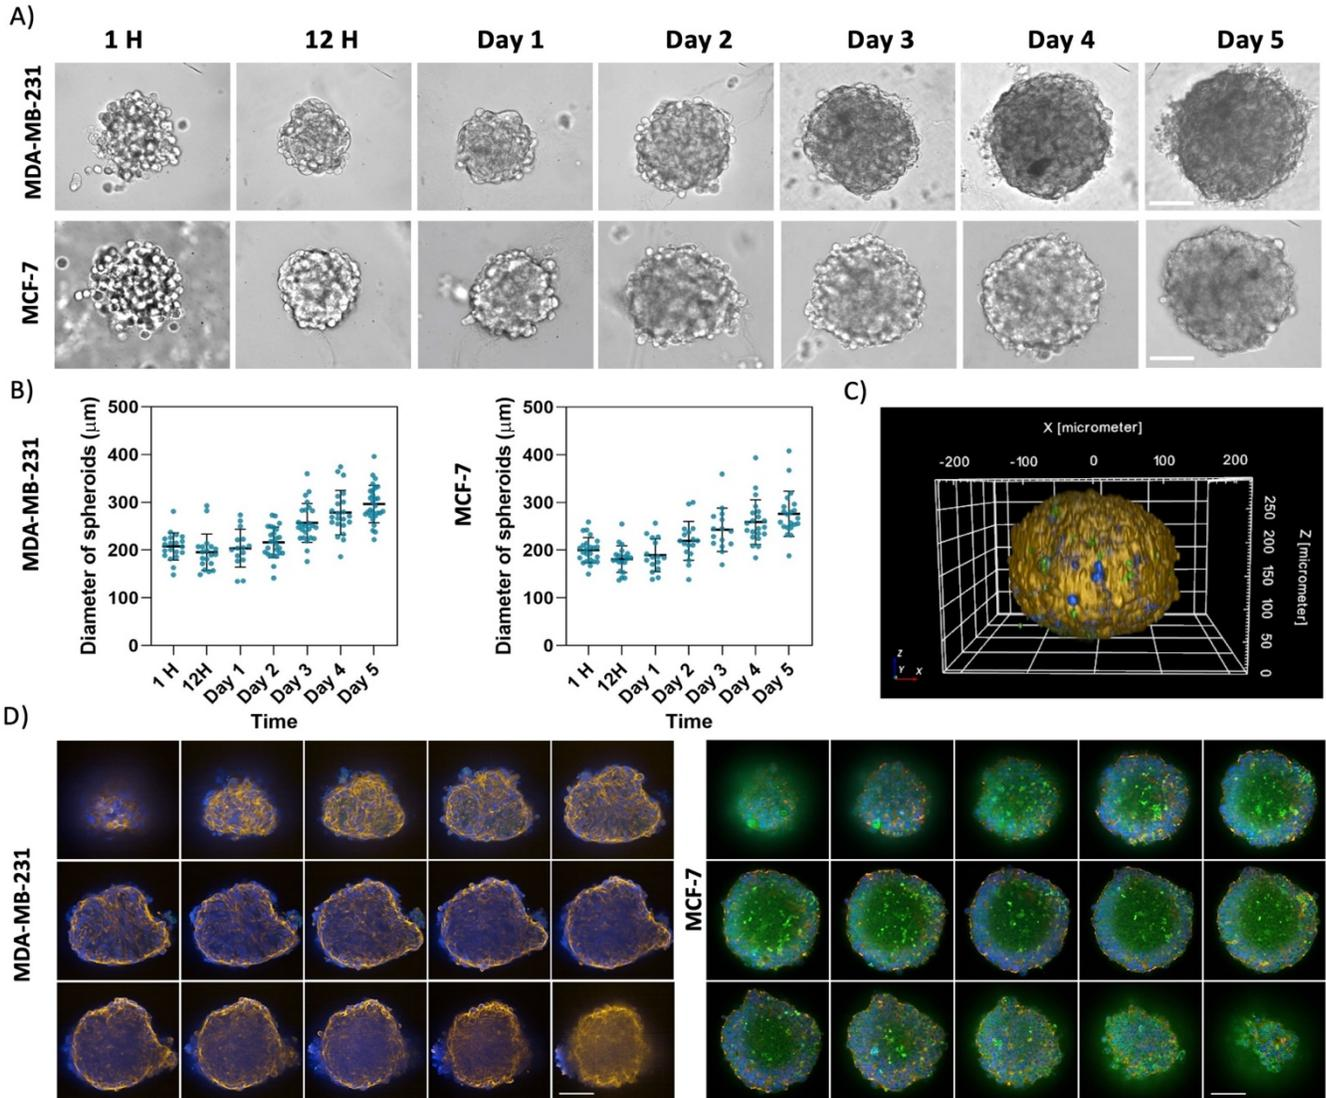 A)
1 H 12 H Day 1 Day 2 Day 3 Day 4 Day 5
MDA-MB-231
MCF-7
B)
MDA-MB-231
Diameter of spheroids (μm)
500
400
300
200
100
0
1 H 12H Day 1 Day 2 Day 3 Day 4 Day 5
Time
MCF-7
Diameter of spheroids (μm)
500
400
300
200
100
0
1 H 12H Day 1 Day 2 Day 3 Day 4 Day 5
Time
C)
X [micrometer]
-200 -100 0 100 200
250
200
150
100
50
0
Z [micrometer]
Z
Y X
D)
MDA-MB-231
MCF-7